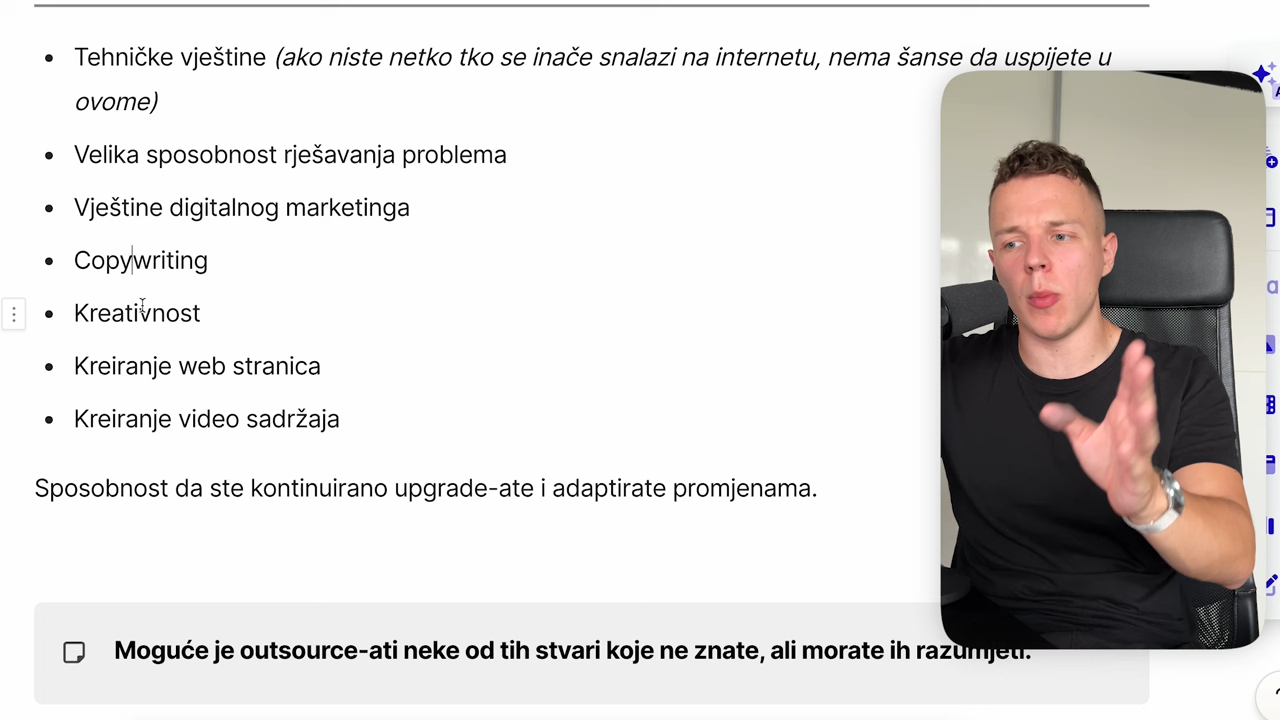 Tehničke vještine (ako niste netko tko se inače snalazi na internetu, nema šanse da uspijete u
ovome)
Velika sposobnost rješavanja problema
Vještine digitalnog marketinga
Copywriting
Kreativnost
Kreiranje web stranica
Kreiranje video sadržaja
Sposobnost da ste kontinuirano upgrade-ate i adaptirate promjenama.
Moguće je outsource-ati neke od tih stvari koje ne znate, ali morate ih razumjeti.